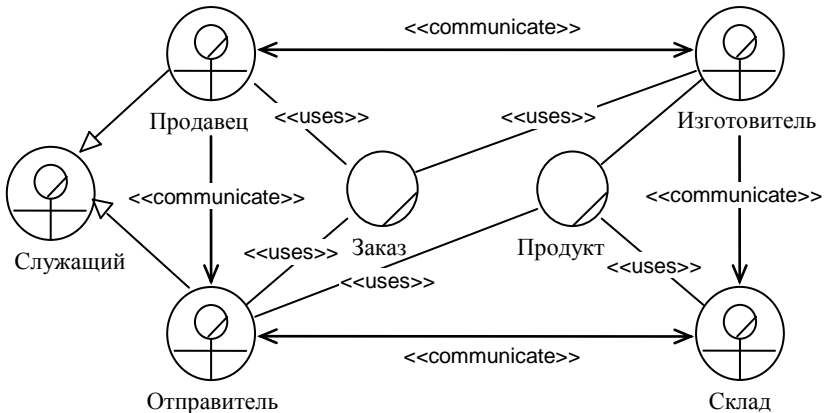 <<communicate>>
Продавец
<<uses>>
<<uses>>
Изготовитель
<<communicate>>
<<communicate>>
Служащий
Заказ
Продукт
<<uses>>
<<uses>>
<<uses>>
<<communicate>>
Отправитель
Склад